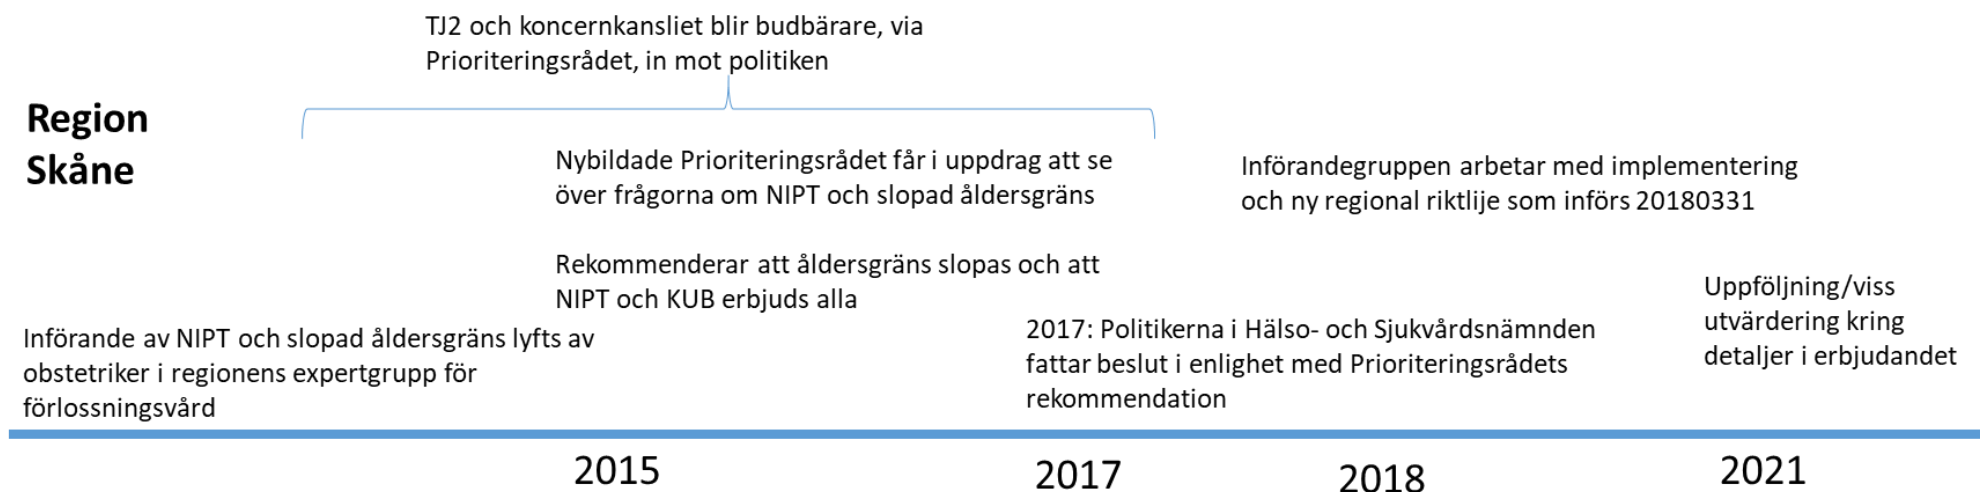 TJ2 och koncernkansliet blir budbärare, via
Prioriteringsrådet, in mot politiken
Region
Skåne
Nybildade Prioriteringsrådet får i uppdrag att se
över frågorna om NIPT och slopad åldersgräns
Införandegruppen arbetar med implementering
och ny regional riktlije som införs 20180331
Rekommenderar att åldersgräns slopas och att
NIPT och KUB erbjuds alla
Uppföljning/viss
utvärdering kring
detaljer i erbjudandet
Införande av NIPT och slopad åldersgräns lyfts av
obstetriker i regionens expertgrupp för
förlossningsvård
2017: Politikerna i Hälso- och Sjukvårdsnämnden
fattar beslut i enlighet med Prioriteringsrådets
rekommendation
2015
2017
2018
2021